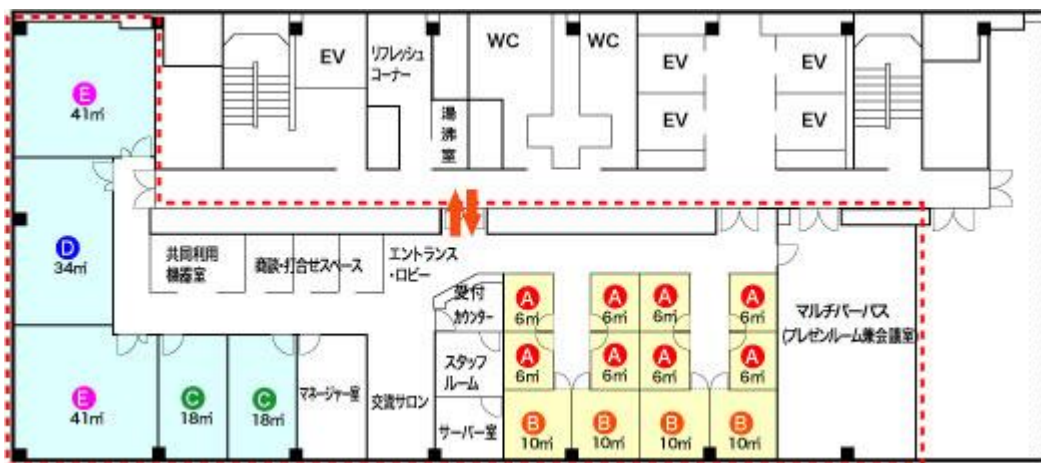 EV
リフレッシュ
コーナー
WC
WC
EV
EV
湯
沸
室
EV
EV
E
41㎡
D
34㎡
共同利用
機器室
商談・打合せスペース
エントランス
・ロビー
受付
カウンター
A
6㎡
A
6㎡
A
6㎡
A
6㎡
マルチパーパス
(プレゼンルーム兼会議室)
スタッフ
ルーム
A
6㎡
A
6㎡
A
6㎡
A
6㎡
E
41㎡
C
18㎡
C
18㎡
マネージャー室
交流サロン
サーバー室
B
10㎡
B
10㎡
B
10㎡
B
10㎡